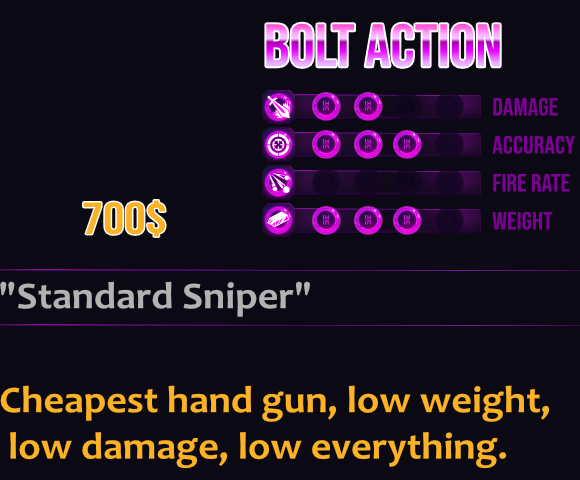 BOLT ACTION
DAMAGE
ACCURACY
FIRE RATE
WEIGHT
700$
"Standard Sniper"
Cheapest hand gun, low weight,
low damage, low everything.